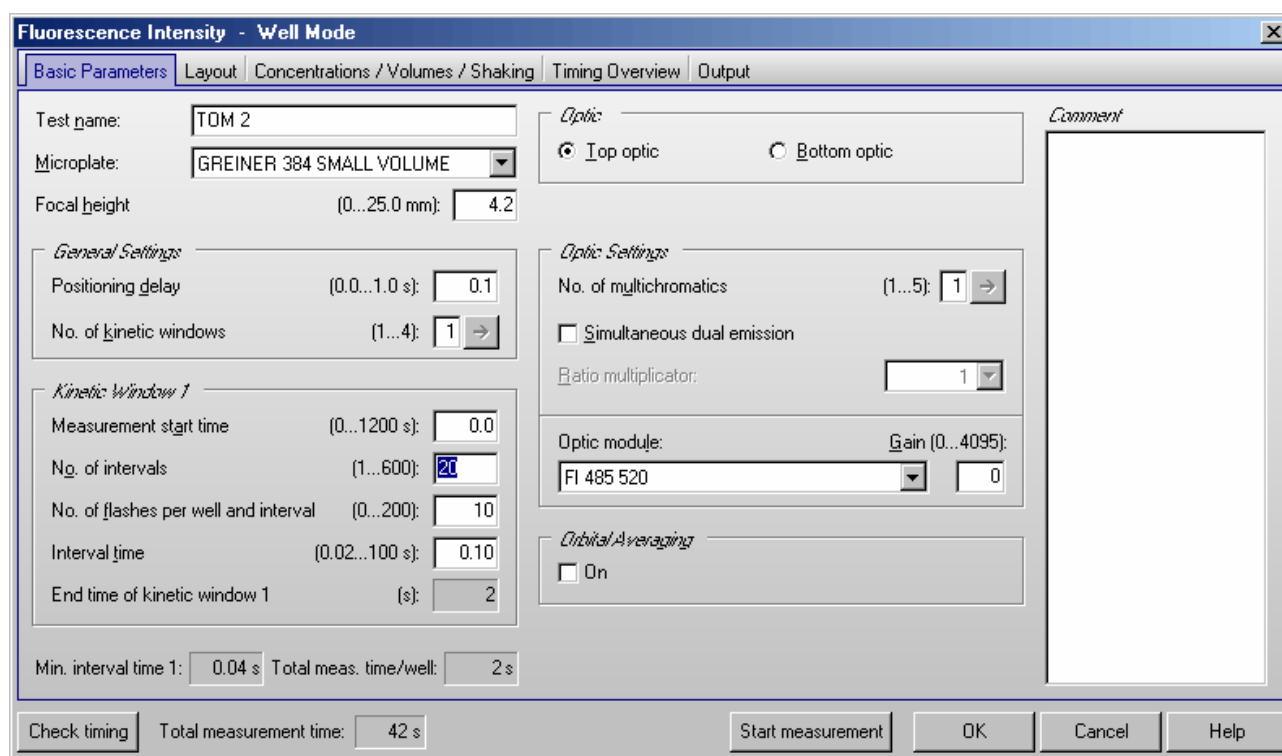 Fluorescence Intensity - Well Mode
Basic Parameters Layout Concentrations / Volumes / Shaking Timing Overview Output
Test name: TOM 2
Microplate: GREINER 384 SMALL VOLUME
Focal height (0...25.0 mm): 4.2
General Settings
Positioning delay (0.0...1.0 s): 0.1
No. of kinetic windows (1...4): 1
Kinetic Window 1
Measurement start time (0...1200 s): 0.0
No. of intervals (1...600): 20
No. of flashes per well and interval (0...200): 10
Interval time (0.02...100 s): 0.10
End time of kinetic window 1 (s): 2
Min. interval time 1: 0.04 s Total meas. time/well: 2 s
Optic
Top optic Bottom optic
Optic Settings
No. of multichromatics (1...5): 1
Simultaneous dual emission
Ratio multiplicator: 1
Optic module: Gain (0...4095):
FI 485 520 0
Orbital Averaging
On
Comment
Check timing Total measurement time: 42 s Start measurement OK Cancel Help